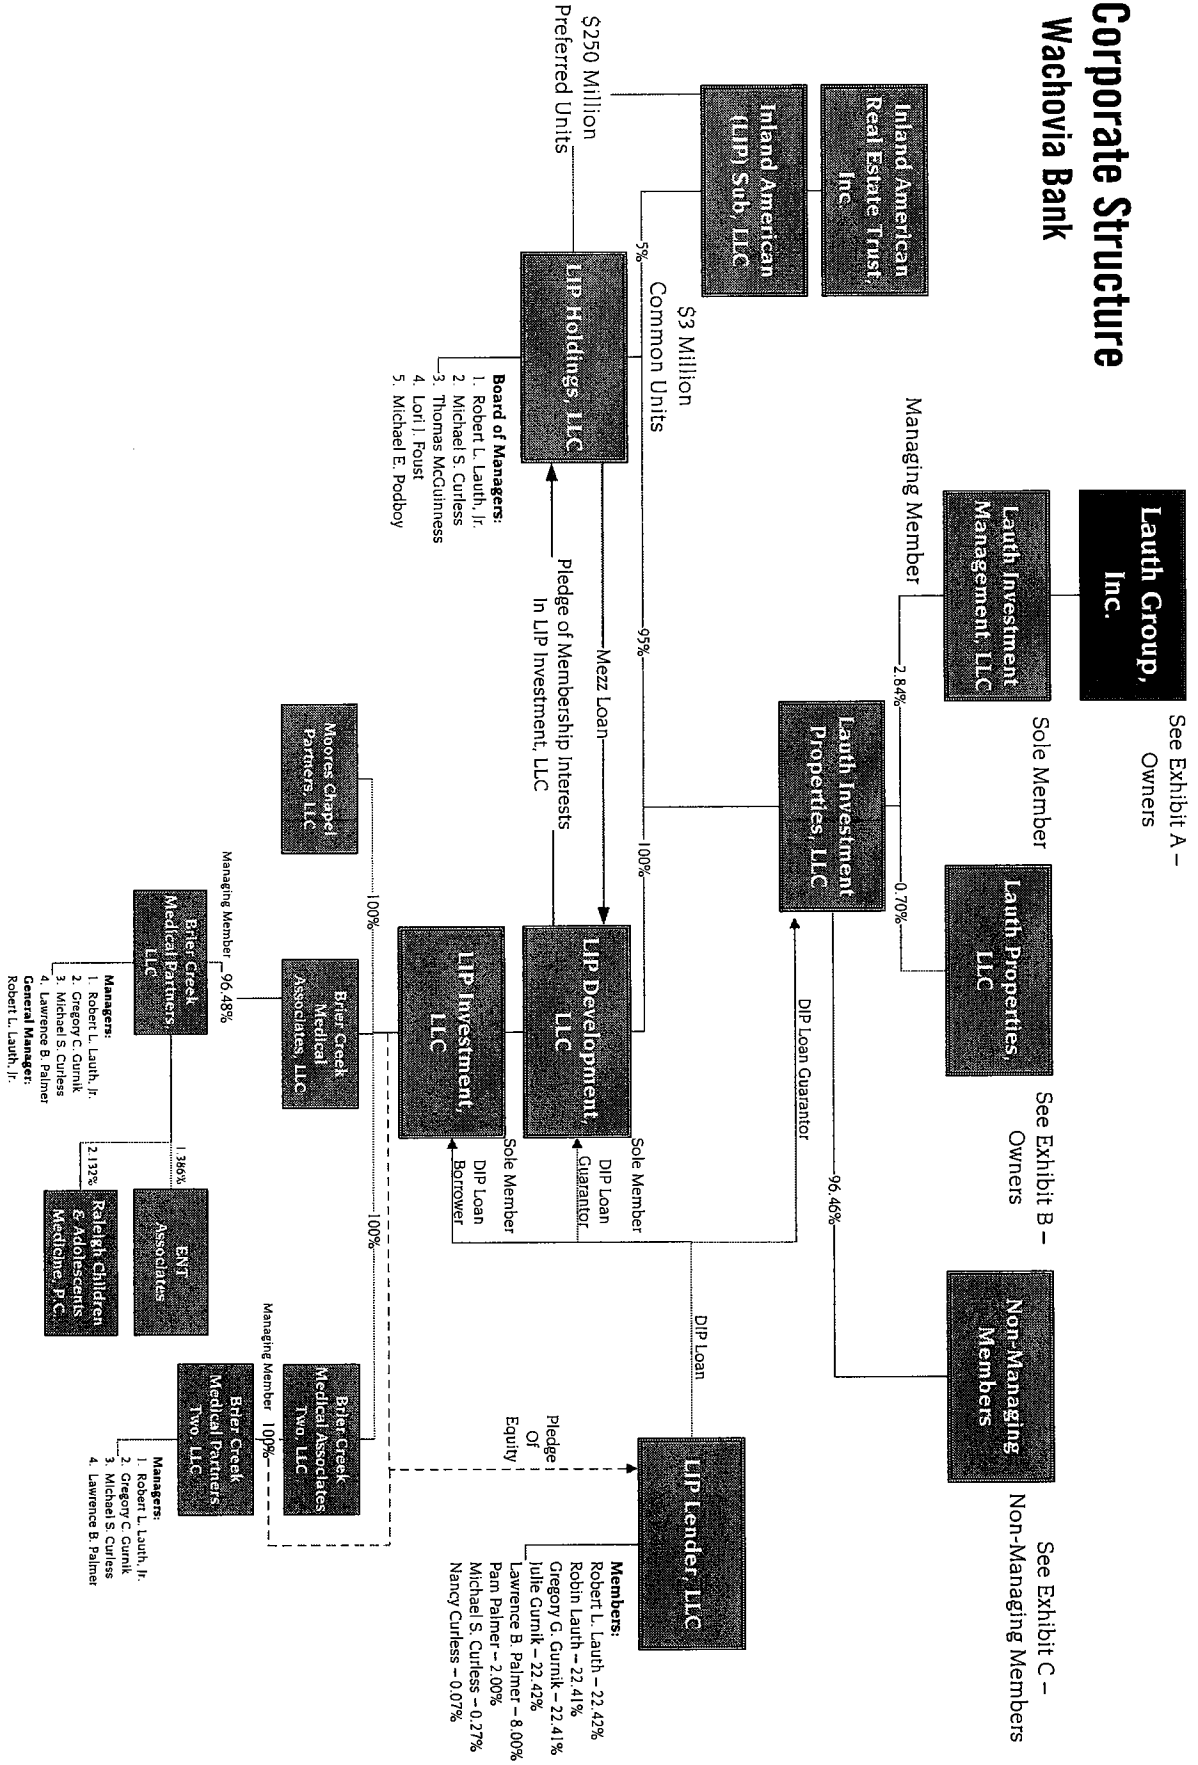 Corporate Structure
Wachovia Bank
Lauth Group,
Inc.
See Exhibit A –
Owners
Lauth Investment
Management, LLC
Sole Member
Managing Member
Lauth Properties,
LLC
See Exhibit B –
Owners
Non-Managing
Members
See Exhibit C –
Non-Managing Members
2.84%
0.70%
96.46%
Lauth Investment
Properties, LLC
Inland American
Real Estate Trust,
Inc.
Inland American
(LIP) Sub, LLC
$250 Million
Preferred Units
$3 Million
Common Units
5%
95%
100%
DIP Loan Guarantor
DIP Loan
LIP Lender, LLC
Members:
Robert L. Lauth – 22.42%
Robin Lauth – 22.41%
Gregory G. Gurnik – 22.41%
Julie Gurnik – 22.42%
Lawrence B. Palmer – 8.00%
Pam Palmer – 2.00%
Michael S. Curless – 0.27%
Nancy Curless – 0.07%
LIP Holdings, LLC
Board of Managers:
1. Robert L. Lauth, Jr.
2. Michael S. Curless
3. Thomas McGuinness
4. Lori J. Foust
5. Michael E. Podboy
Mezz Loan
Pledge of Membership Interests
In LIP Investment, LLC
LIP Development,
LLC
Sole Member
DIP Loan
Guarantor
LIP Investment,
LLC
Sole Member
DIP Loan
Borrower
Pledge
Of
Equity
100%
100%
Moores Chapel
Partners, LLC
Brier Creek
Medical
Associates, LLC
Brier Creek
Medical Associates
Two, LLC
Managing Member
96.48%
Managing Member
100%
Brier Creek
Medical Partners,
LLC
Managers:
1. Robert L. Lauth, Jr.
2. Gregory C. Gurnik
3. Michael S. Curless
4. Lawrence B. Palmer
General Manager:
Robert L. Lauth, Jr.
1.386%
2.132%
ENT
Associates
Raleigh Children
& Adolescents
Medicine, P.C.
Brier Creek
Medical Partners
Two, LLC
Managers:
1. Robert L. Lauth, Jr.
2. Gregory C. Gurnik
3. Michael S. Curless
4. Lawrence B. Palmer